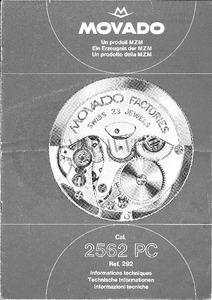 MOVADO
Un produit MZM
Ein Erzeugnis der MZM
Un prodotto della MZM
MOVADO FACTORIES
SWISS 23 JEWELS
Cal.
2562 PC
Ref. 292
Informations techniques
Technische Informationen
Informazioni tecniche